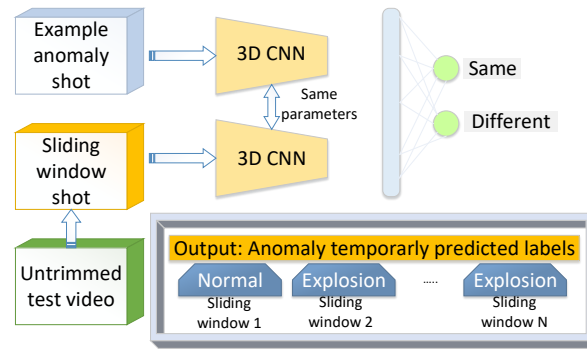 Example
anomaly
shot
3D CNN
Same
parameters
Same
Different
Sliding
window
shot
3D CNN
Untrimmed
test video
Output: Anomaly temporarly predicted labels
Normal
Explosion
.....
Explosion
Sliding
window 1
Sliding
window 2
Sliding
window N